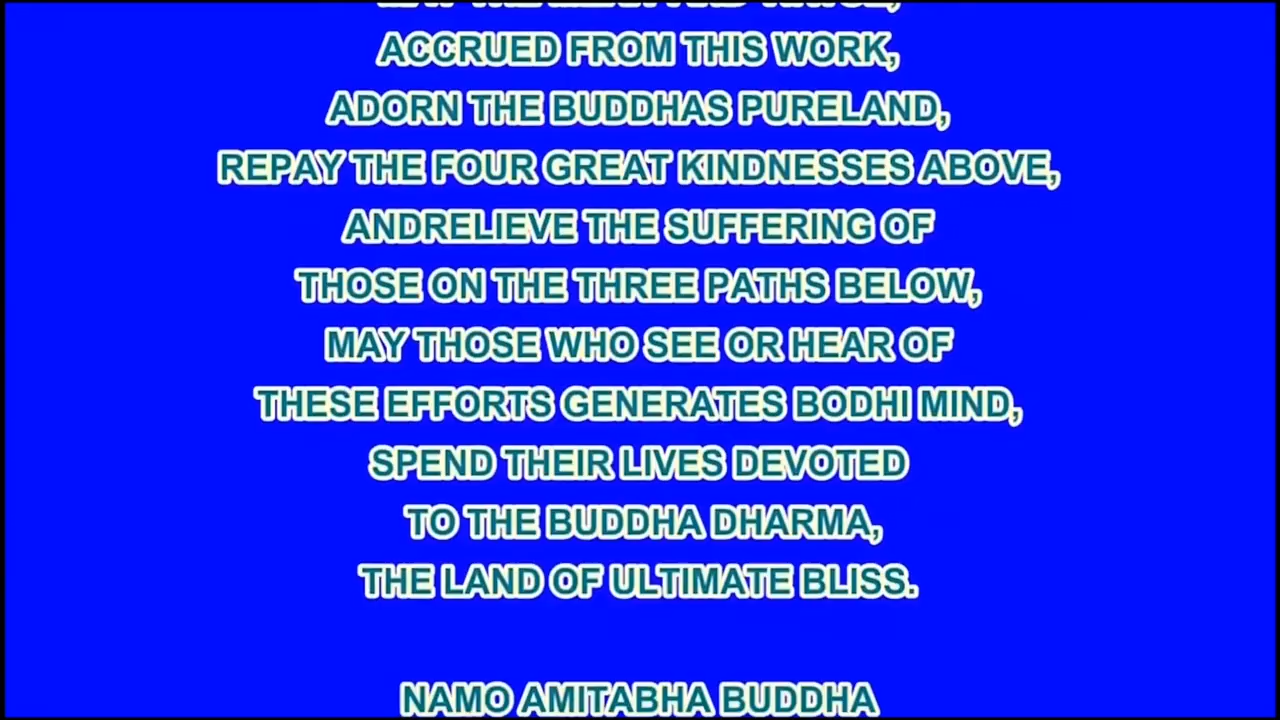 ACCRUED FROM THIS WORK,
ADORN THE BUDDHAS PURELAND,
REPAY THE FOUR GREAT KINDNESSES ABOVE,
ANDRELIEVE THE SUFFERING OF
THOSE ON THE THREE PATHS BELOW,
MAY THOSE WHO SEE OR HEAR OF
THESE EFFORTS GENERATES BODHI MIND,
SPEND THEIR LIVES DEVOTED
TO THE BUDDHA DHARMA,
THE LAND OF ULTIMATE BLISS.
NAMO AMITABHA BUDDHA